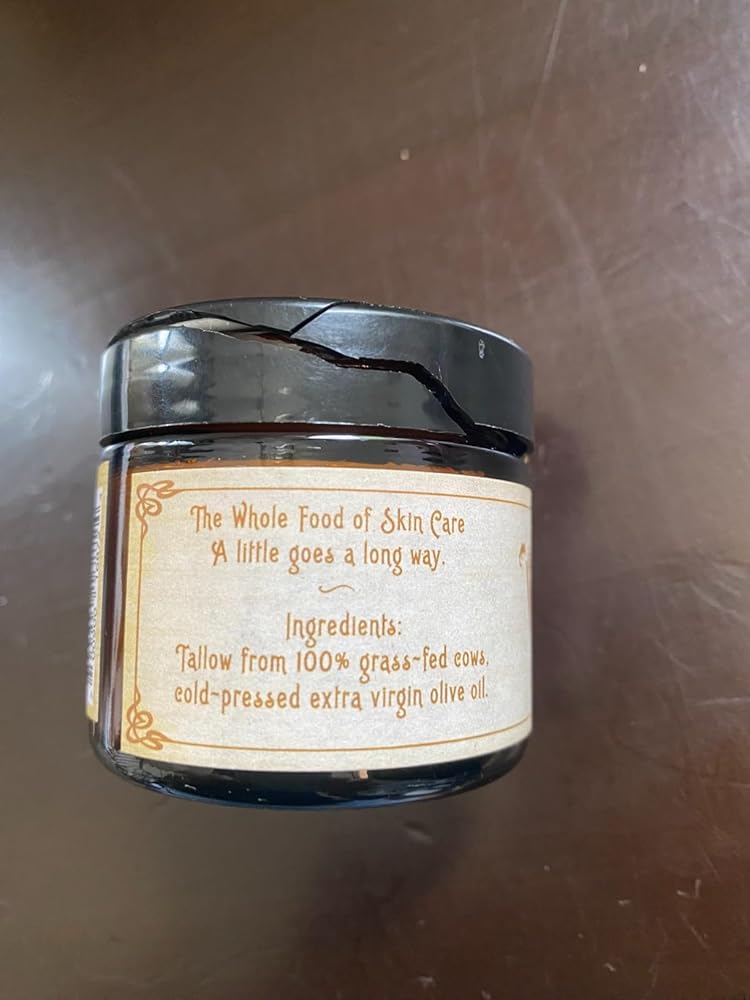 The Whole Food of Skin Care
A little goes a long way.
Ingredients:
Tallow from 100% grass-fed cows,
cold-pressed extra virgin olive oil.